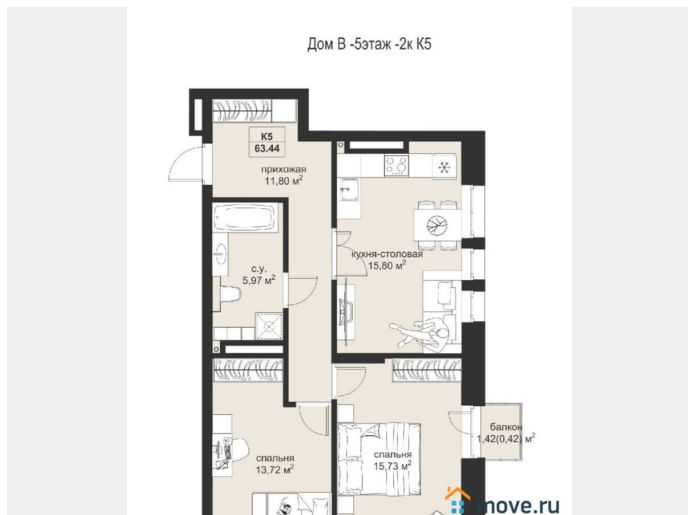 Дом В -5этаж -2к К5
К5
63.44
прихожая
11,80 м²
кухня-столовая
15,80 м²
с.у.
5,97 м²
балкон
1,42(0,42) м²
спальня
13,72 м²
спальня
15,73 м²
move.ru